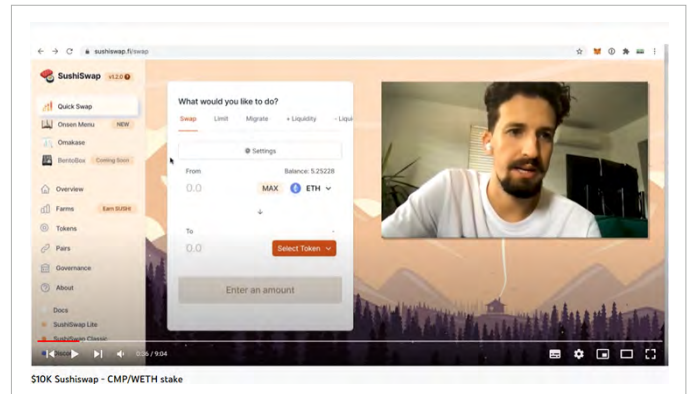 sushiswap.fi/swap
SushiSwap v1.2.0
Quick Swap
Onsen Menu NEW
Omakase
BentoBox Coming Soon
Overview
Farms Earn SUSHI
Tokens
Pairs
Governance
About
Docs
SushiSwap Lite
SushiSwap Classic
What would you like to do?
Swap Limit Migrate + Liquidity - Liqui
Settings
From Balance: 5.25228
0.0 MAX ETH
To -
0.0 Select Token
Enter an amount
/ 9:04
$10K Sushiswap - CMP/WETH stake